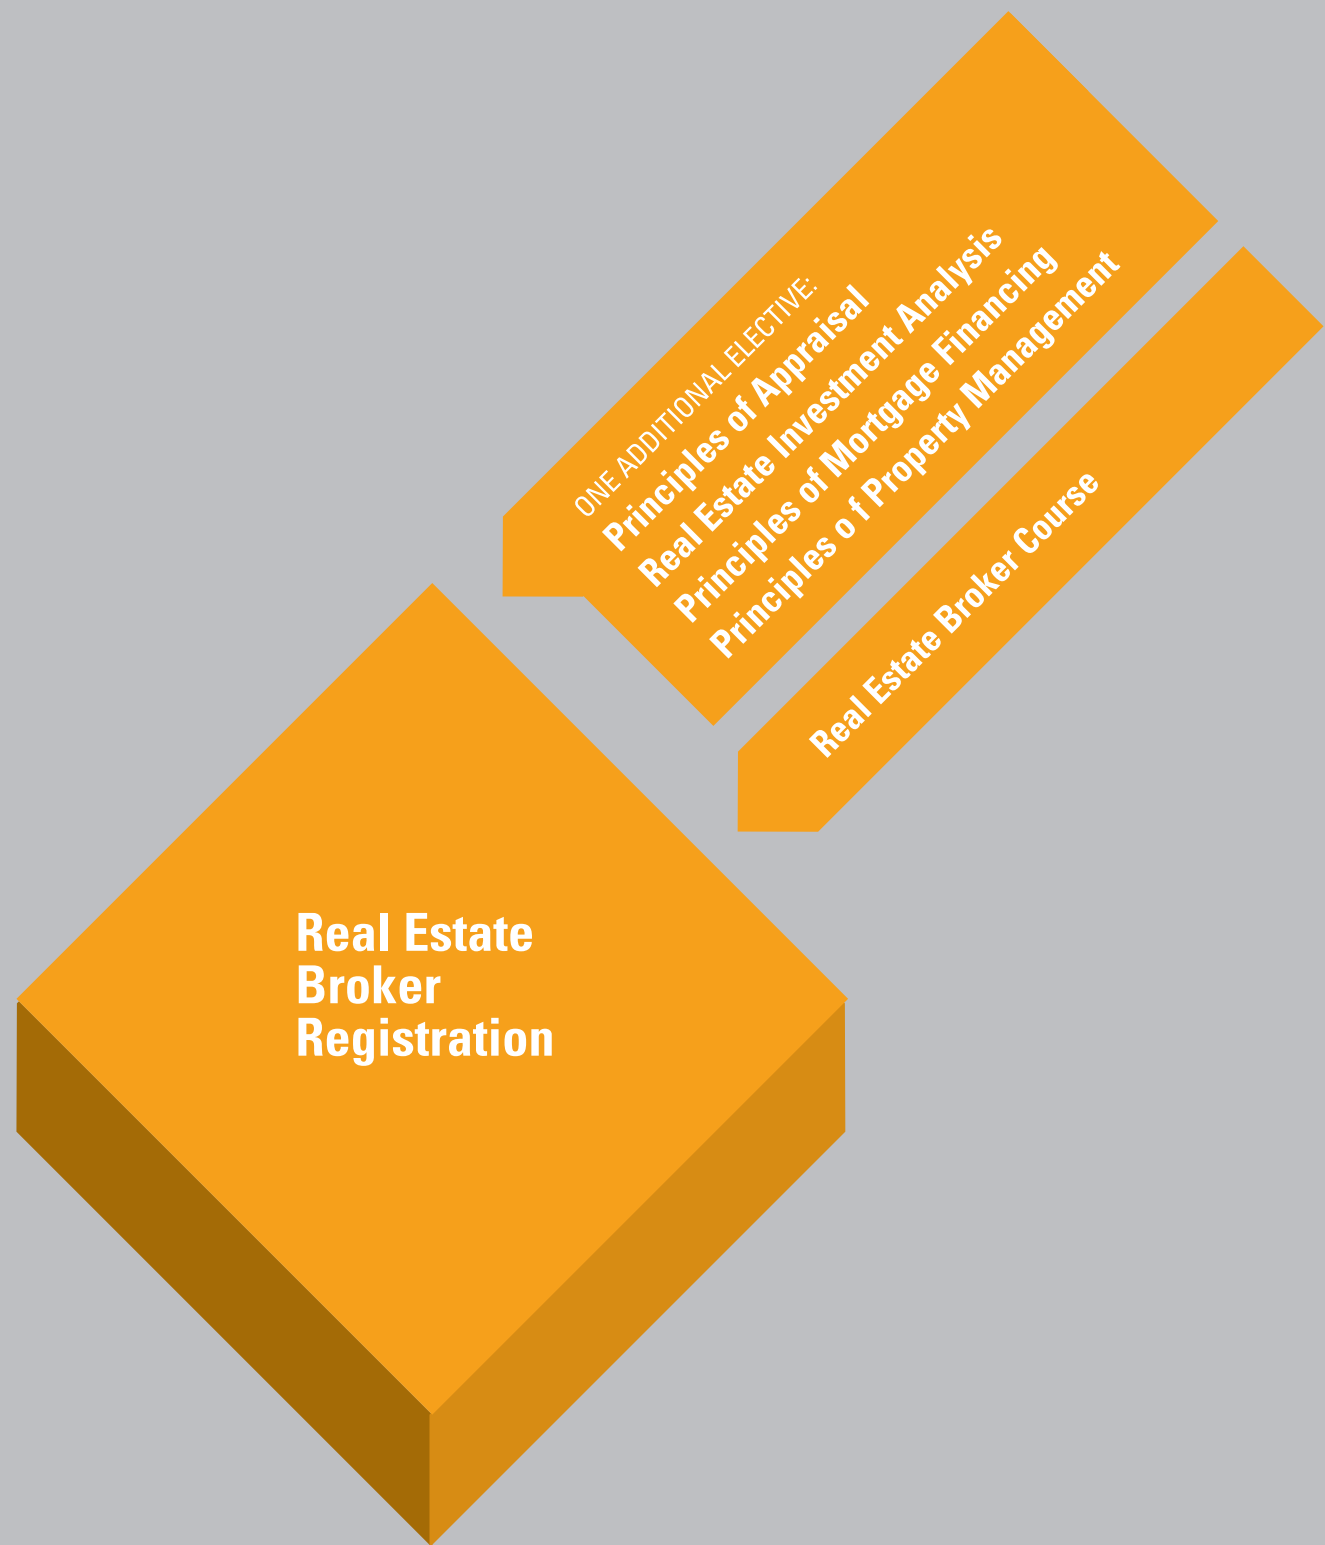 ONE ADDITIONAL ELECTIVE:
Principles of Appraisal
Real Estate Investment Analysis
Principles of Mortgage Financing
Principles o f Property Management
Real Estate Broker Course
Real Estate
Broker
Registration